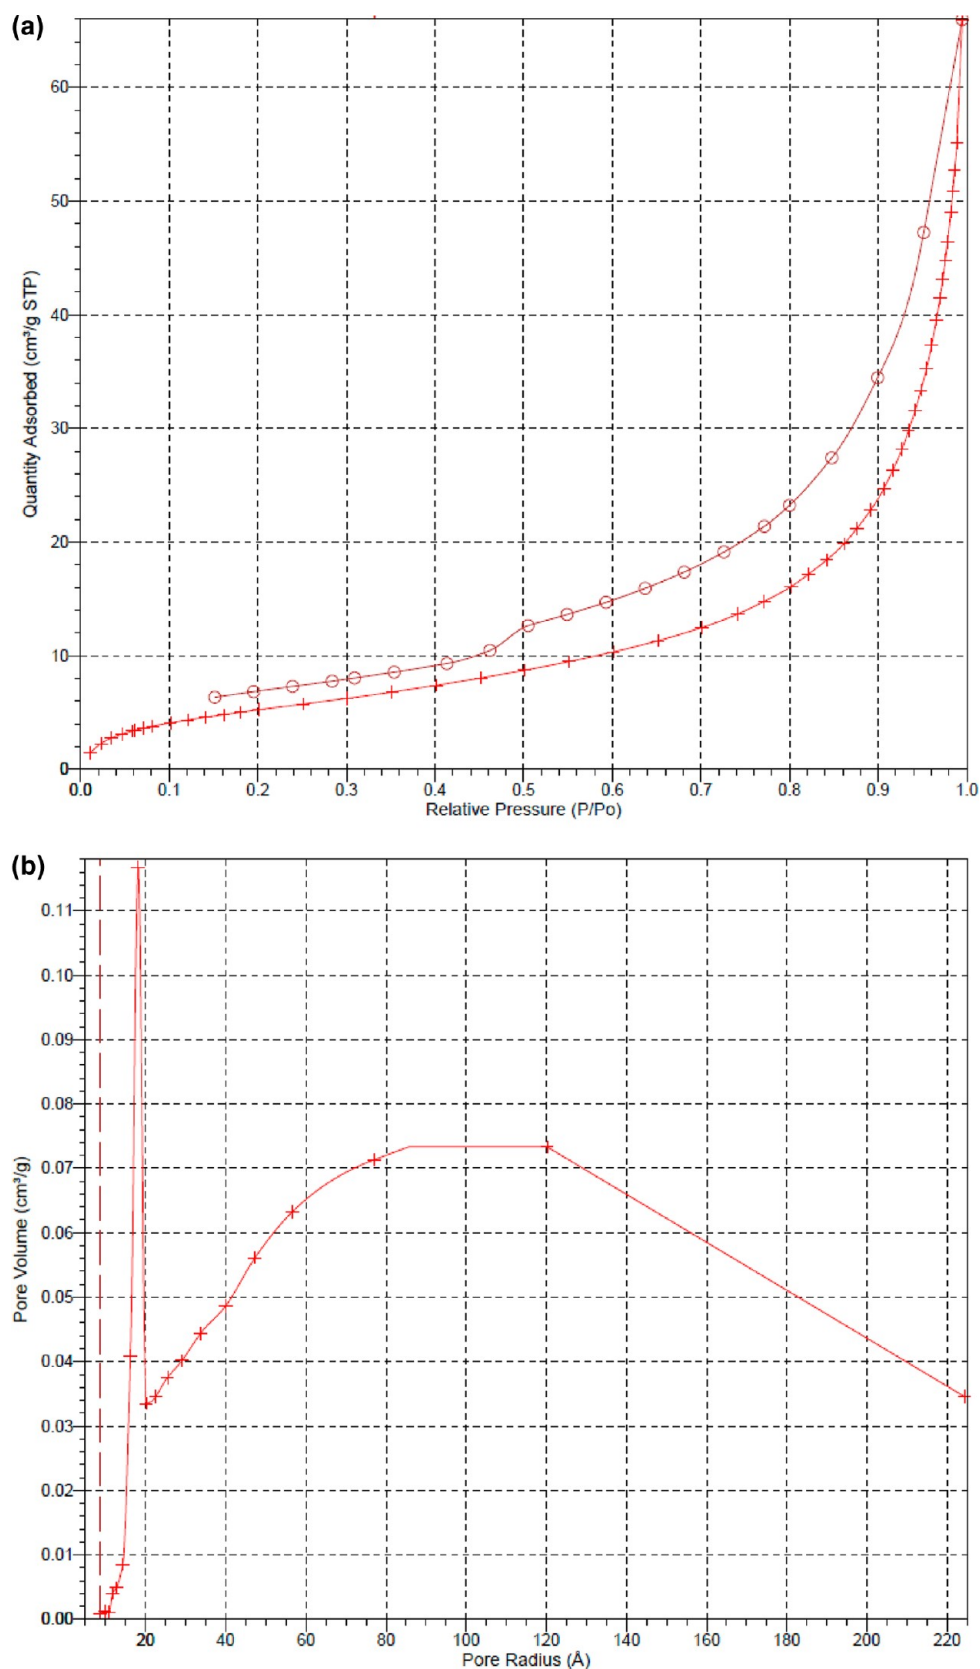 (a)
60
50
40
30
20
10
0
Quantity Adsorbed (cm³/g STP)
0.0 0.1 0.2 0.3 0.4 0.5 0.6 0.7 0.8 0.9 1.0
Relative Pressure (P/Po)
(b)
0.11
0.10
0.09
0.08
0.07
0.06
0.05
0.04
0.03
0.02
0.01
0.00
Pore Volume (cm³/g)
20 40 60 80 100 120 140 160 180 200 220
Pore Radius (Å)